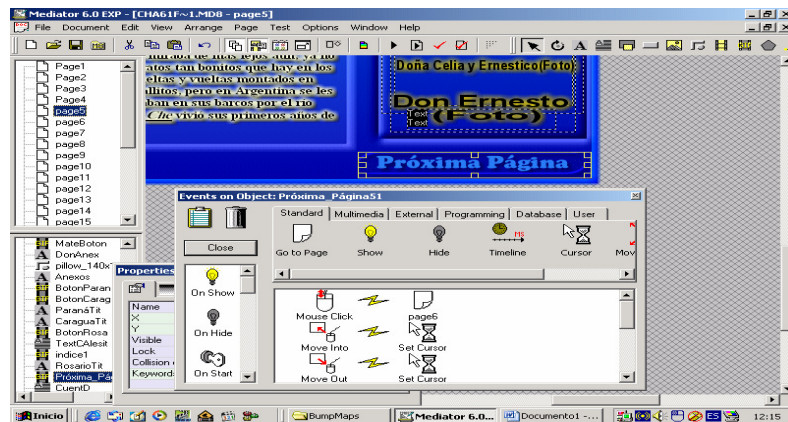 Mediator 6.0 EXP - [CHA61F~1.MD8 - page5]
File Document Edit View Arrange Page Test Options Window Help
Page1
Page2
Page3
Page4
page5
page6
page7
page8
page9
page10
page11
page12
page13
page14
page15
tan bonitos que hay en los
eltas y vueltas montados en
llitos, pero en Argentina se les
ban en sus barcos por el río
Che vivió sus primeros años de
Doña Celia y Ernestico(Foto)
Don Ernesto
(Foto)
Text
Text
Próxima Página
MateBoton
DonAnex
pillow_140x
Anexos
BotonParan
BotonCarag
ParanáTit
CaraguaTit
BotonRosa
TextCAlesit
indice1
RosarioTit
Próxima_Pá
CuentD
Properties
Name
X
Y
Visible
Lock
Collision
Keyword
Events on Object: Próxima_Página51
Close
On Show
On Hide
On Start
Standard Multimedia External Programming Database User
Go to Page Show Hide Timeline Cursor Mov
MS
Mouse Click page6
Move Into Set Cursor
Move Out Set Cursor
Inicio BumpMaps Mediator 6.0... Documento1 -... ES 12:15